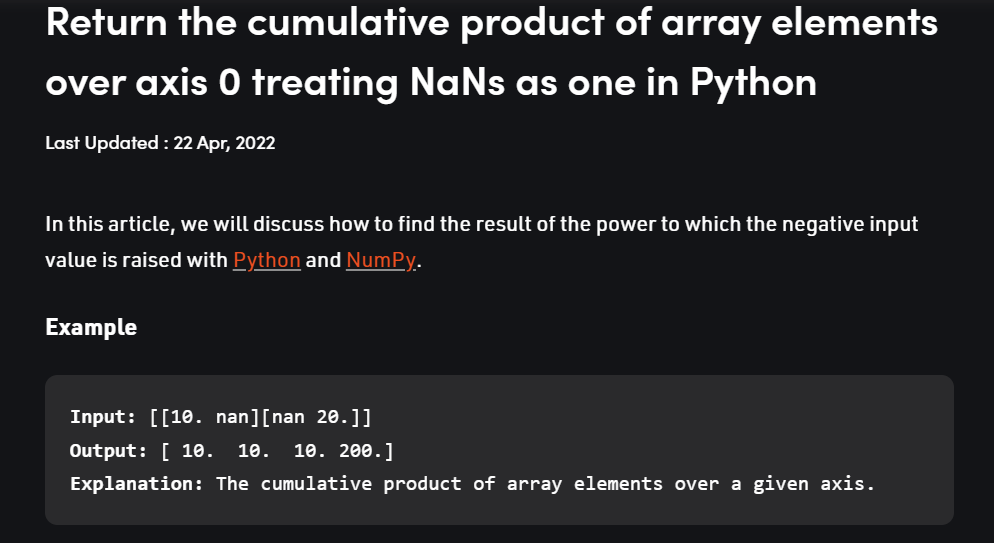 Return the cumulative product of array elements
over axis 0 treating NaNs as one in Python
Last Updated : 22 Apr, 2022
In this article, we will discuss how to find the result of the power to which the negative input
value is raised with Python and NumPy.
Example
Input: [[10. nan][nan 20.]]
Output: [ 10.  10.  10. 200.]
Explanation: The cumulative product of array elements over a given axis.